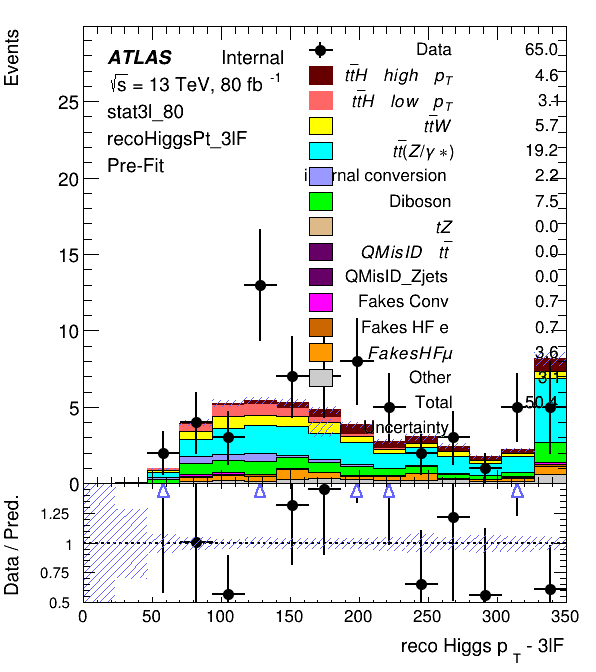 Events
ATLAS Internal
√s = 13 TeV, 80 fb -1
stat3l_80
recoHiggsPt_3lF
Pre-Fit
Data 65.0
tt̄H high p_T 4.6
tt̄H low p_T 3.1
tt̄W 5.7
tt̄(Z/γ*) 19.2
internal conversion 2.2
Diboson 7.5
tZ 0.0
QMisID tt̄ 0.0
QMisID_Zjets 0.0
Fakes Conv 0.7
Fakes HF e 0.7
FakesHFμ 3.6
Other 3.1
Total 50.4
Uncertainty
25
20
15
10
5
0
Data / Pred.
1.25
1
0.75
0.5
0 50 100 150 200 250 300 350
reco Higgs p_T - 3lF